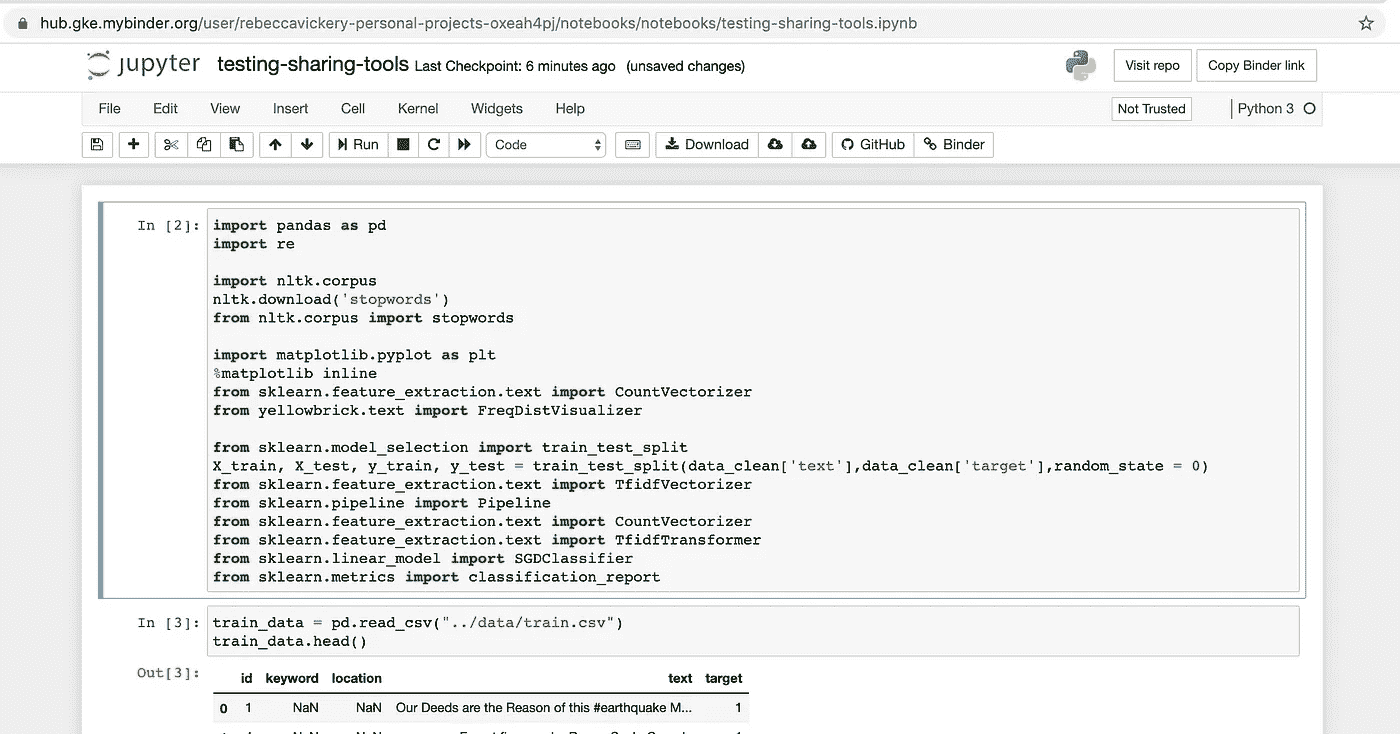 hub.gke.mybinder.org/user/rebeccavickery-personal-projects-oxeah4pj/notebooks/notebooks/testing-sharing-tools.ipynb
jupyter testing-sharing-tools Last Checkpoint: 6 minutes ago (unsaved changes) Visit repo Copy Binder link
File Edit View Insert Cell Kernel Widgets Help Not Trusted Python 3
Run Code Download GitHub Binder
In [2]: import pandas as pd
import re
import nltk.corpus
nltk.download('stopwords')
from nltk.corpus import stopwords
import matplotlib.pyplot as plt
%matplotlib inline
from sklearn.feature_extraction.text import CountVectorizer
from yellowbrick.text import FreqDistVisualizer
from sklearn.model_selection import train_test_split
X_train, X_test, y_train, y_test = train_test_split(data_clean['text'],data_clean['target'],random_state = 0)
from sklearn.feature_extraction.text import TfidfVectorizer
from sklearn.pipeline import Pipeline
from sklearn.feature_extraction.text import CountVectorizer
from sklearn.feature_extraction.text import TfidfTransformer
from sklearn.linear_model import SGDClassifier
from sklearn.metrics import classification_report
In [3]: train_data = pd.read_csv("../data/train.csv")
train_data.head()
Out[3]:
id keyword location text target
0 1 NaN NaN Our Deeds are the Reason of this #earthquake M... 1